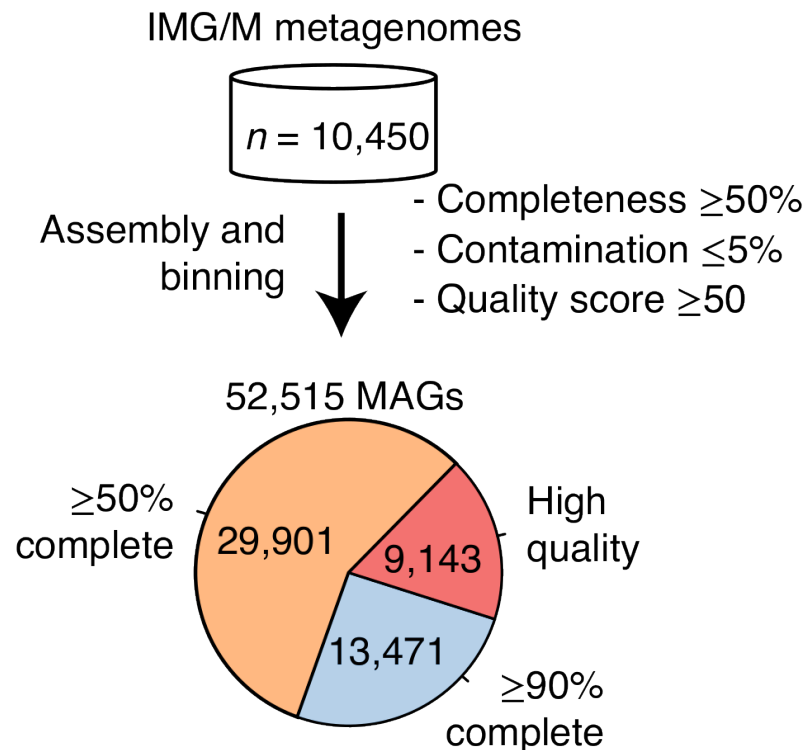 IMG/M metagenomes
n = 10,450
Assembly and
binning
- Completeness ≥50%
- Contamination ≤5%
- Quality score ≥50
52,515 MAGs
≥50%
complete
29,901
High
quality
9,143
13,471
≥90%
complete